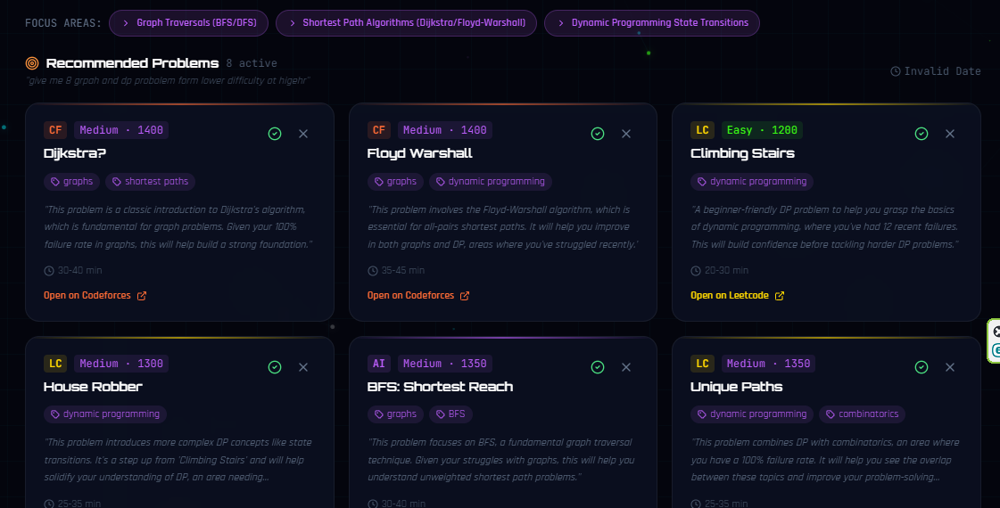 FOCUS AREAS: > Graph Traversals (BFS/DFS) > Shortest Path Algorithms (Dijkstra/Floyd-Warshall) > Dynamic Programming State Transitions
Recommended Problems 8 active
"give me 8 grpah and dp probalem farm lower difficulty at higehr"
Invalid Date
CF Medium · 1400
Dijkstra?
graphs shortest paths
"This problem is a classic introduction to Dijkstra's algorithm,
which is fundamental for graph problems. Given your 100%
failure rate in graphs, this will help build a strong foundation."
30-40 min
Open on Codeforces
CF Medium · 1400
Floyd Warshall
graphs dynamic programming
"This problem involves the Floyd-Warshall algorithm, which is
essential for all-pairs shortest paths. It will help you improve
in both graphs and DP, areas where you've struggled recently."
35-45 min
Open on Codeforces
LC Easy · 1200
Climbing Stairs
dynamic programming
"A beginner-friendly DP problem to help you grasp the basics
of dynamic programming, where you've had 12 recent failures.
This will build confidence before tackling harder DP problems."
20-30 min
Open on Leetcode
LC Medium · 1300
House Robber
dynamic programming
"This problem introduces more complex DP concepts like state
transitions. It's a step up from 'Climbing Stairs' and will help
solidify your understanding of DP, an area needing...
25-35 min
AI Medium · 1350
BFS: Shortest Reach
graphs BFS
"This problem focuses on BFS, a fundamental graph traversal
technique. Given your struggles with graphs, this will help you
understand unweighted shortest path problems."
30-40 min
LC Medium · 1350
Unique Paths
dynamic programming combinatorics
"This problem combines DP with combinatorics, an area where
you have a 100% failure rate. It will help you see the overlap
between these topics and improve your problem-solving...
25-35 min